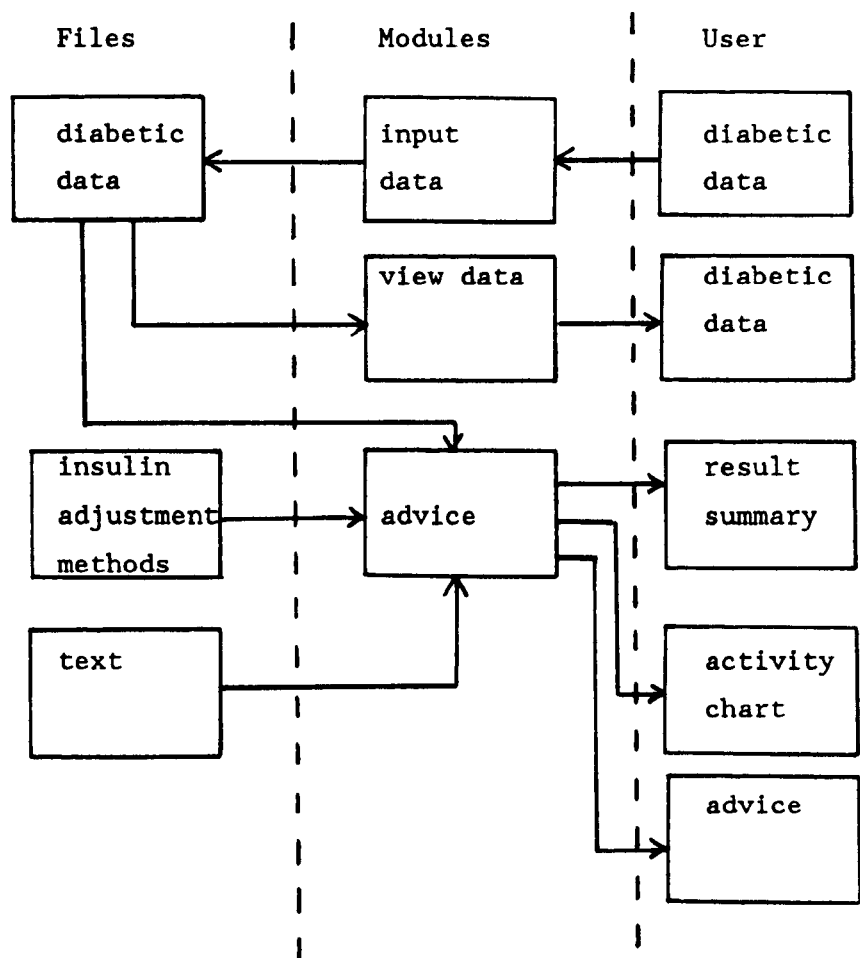 Files
Modules
User
diabetic
data
input
data
diabetic
data
view data
diabetic
data
insulin
adjustment
methods
advice
result
summary
text
activity
chart
advice